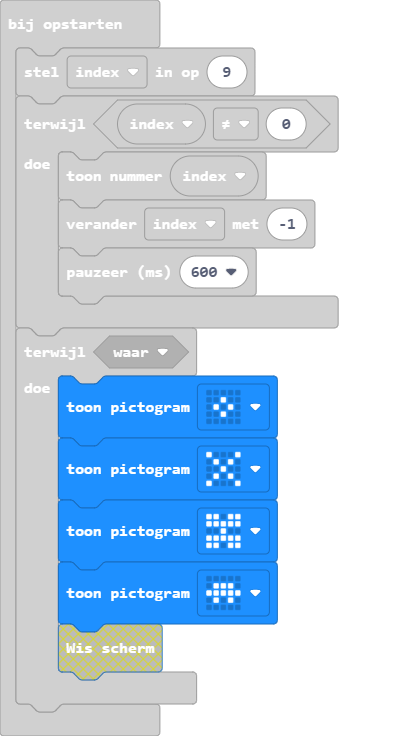 bij opstarten
stel index in op 9
terwijl index ≠ 0
doe
toon nummer index
verander index met -1
pauzeer (ms) 600
terwijl waar
doe
toon pictogram
toon pictogram
toon pictogram
toon pictogram
Wis scherm